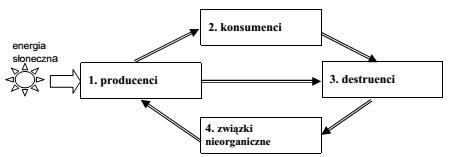 energia
słoneczna
2. konsumenci
1. producenci
3. destruenci
4. związki
nieorganiczne